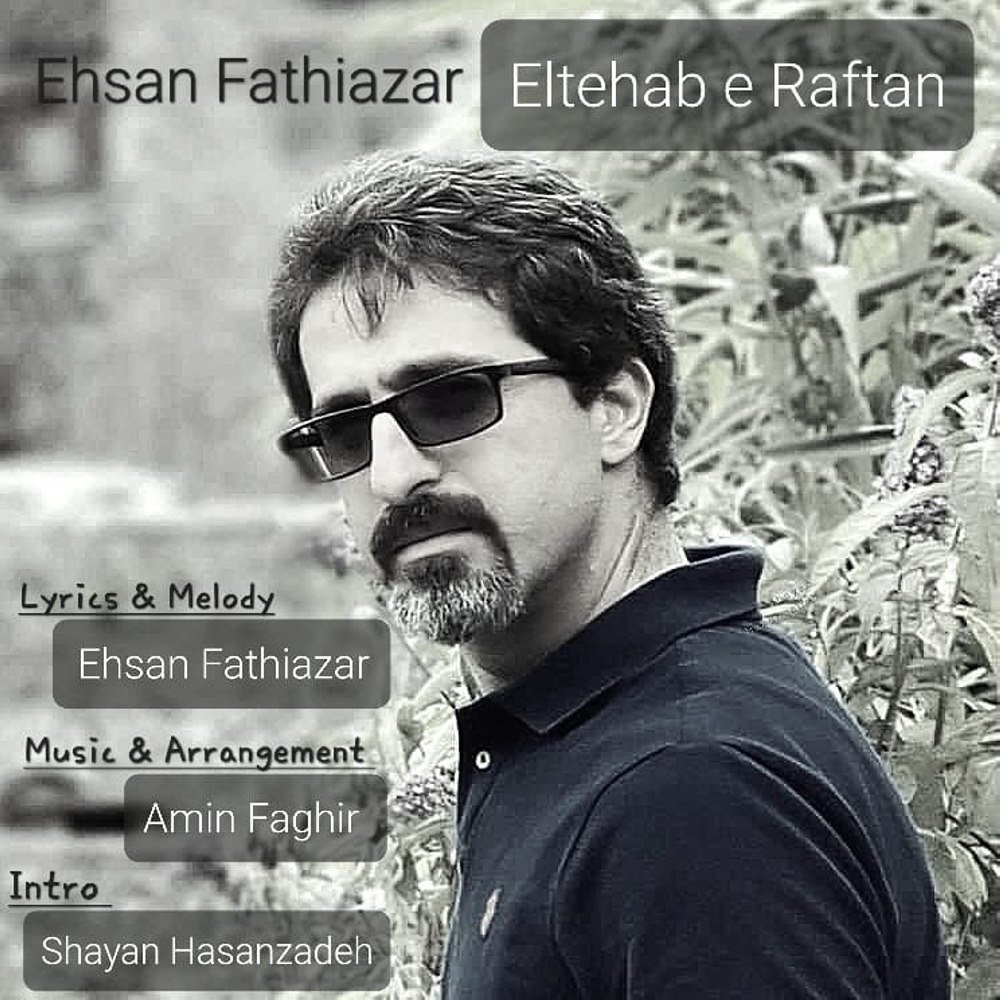 Ehsan Fathiazar
Eltehab e Raftan
Lyrics & Melody
Ehsan Fathiazar
Music & Arrangement
Amin Faghir
Intro
Shayan Hasanzadeh